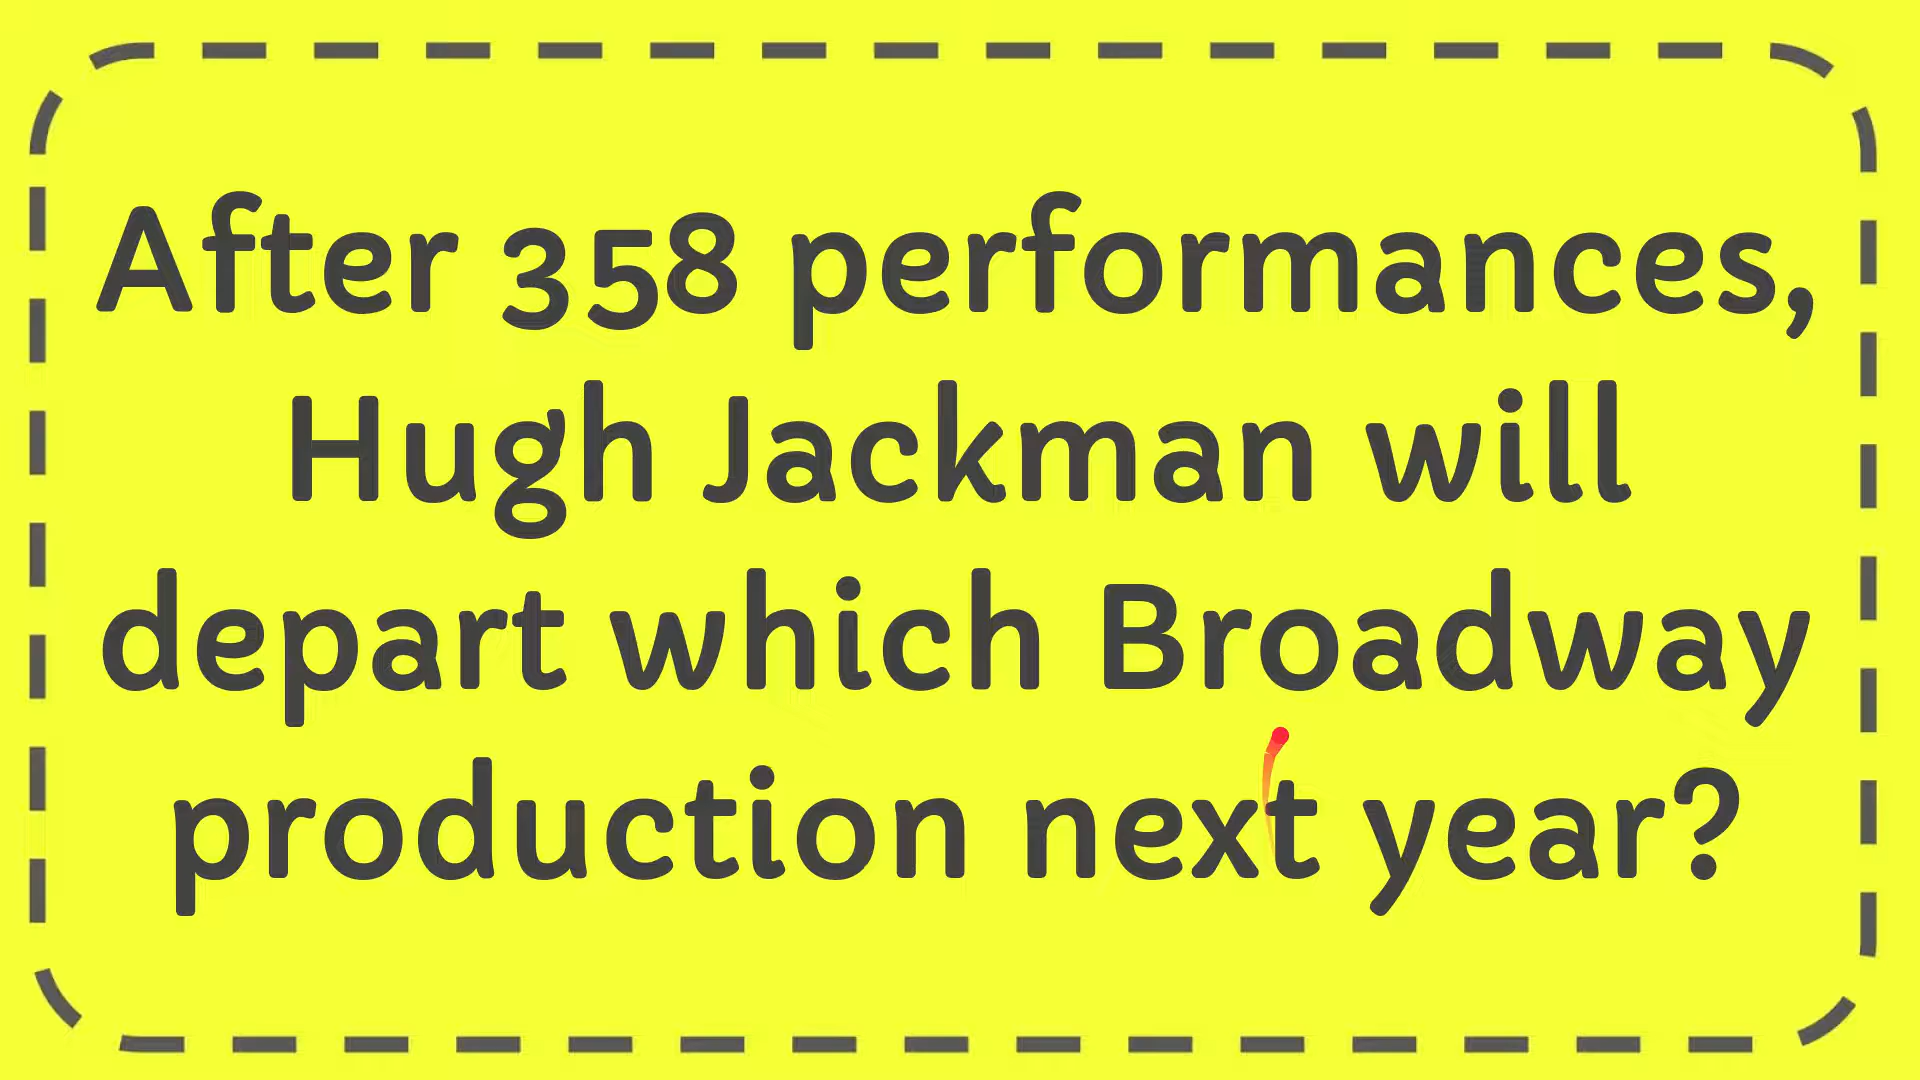 After 358 performances,
Hugh Jackman will
depart which Broadway
production next year?